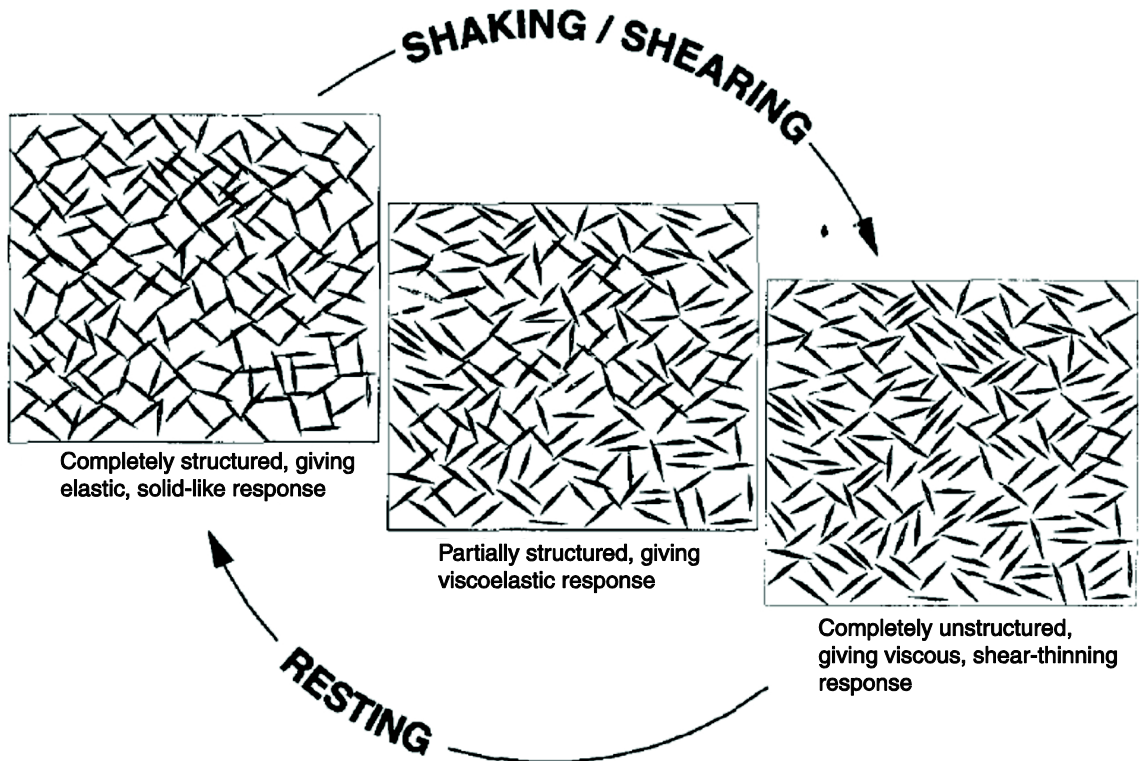 SHAKING / SHEARING
Completely structured, giving
elastic, solid-like response
Partially structured, giving
viscoelastic response
Completely unstructured,
giving viscous, shear-thinning
response
RESTING